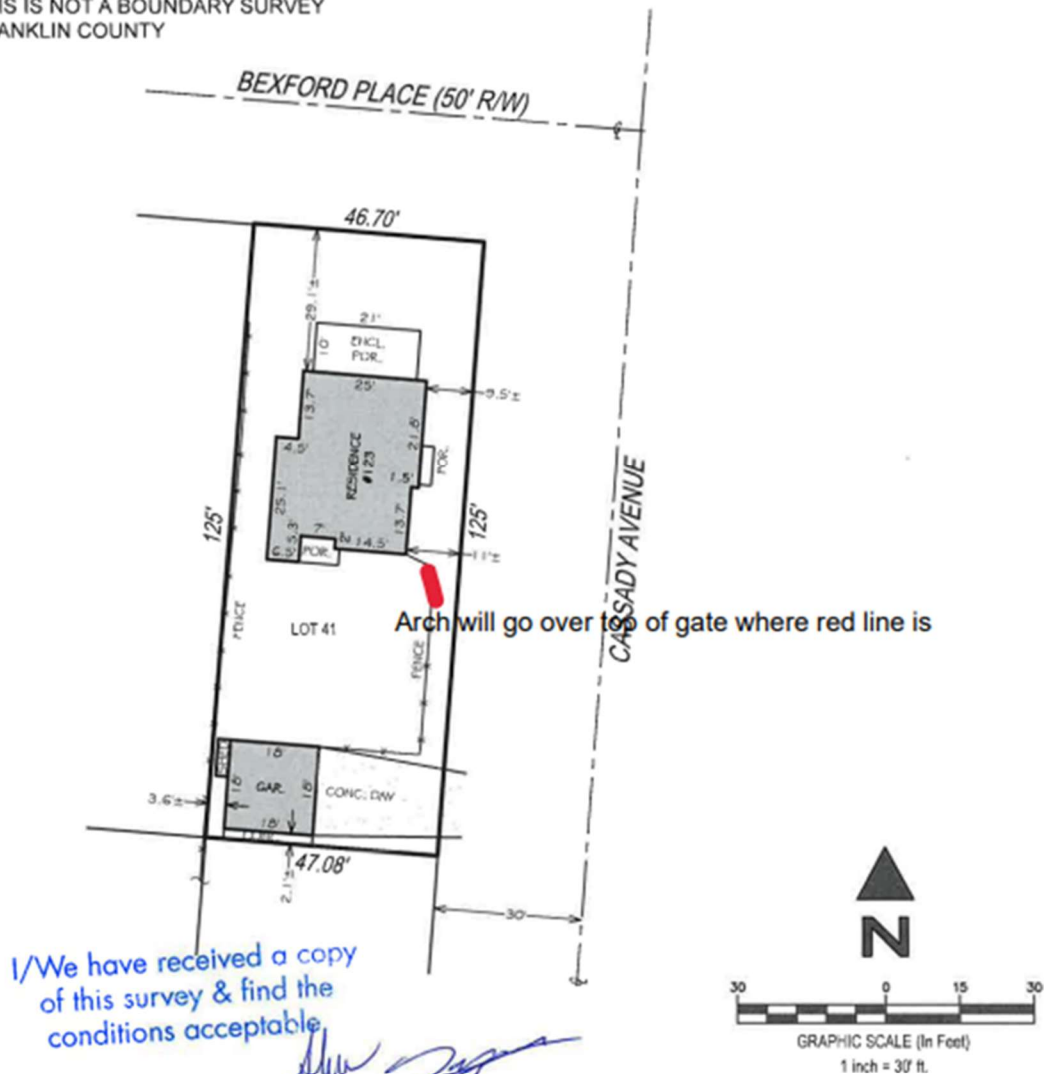 IS IS NOT A BOUNDARY SURVEY
ANKLIN COUNTY
BEXFORD PLACE (50' R/W)
46.70'
29.1'±
21'
10'
ENCL.
POR.
25'
9.5'±
13.7'
21.8'
4.5'
RESIDENCE
#123
POR.
1.5'
25.1'
13.7'
125'
125'
5.3'
7'
2'
14.5'
6.5'
POR.
11'±
CASSADY AVENUE
FENCE
LOT 41
Arch will go over top of gate where red line is
FENCE
18'
18'
GAR.
18'
CONC. D/W
3.6'±
18'
47.08'
2.1'±
30'
N
I/We have received a copy
of this survey & find the
conditions acceptable
30 0 15 30
GRAPHIC SCALE (In Feet)
1 inch = 30' ft.